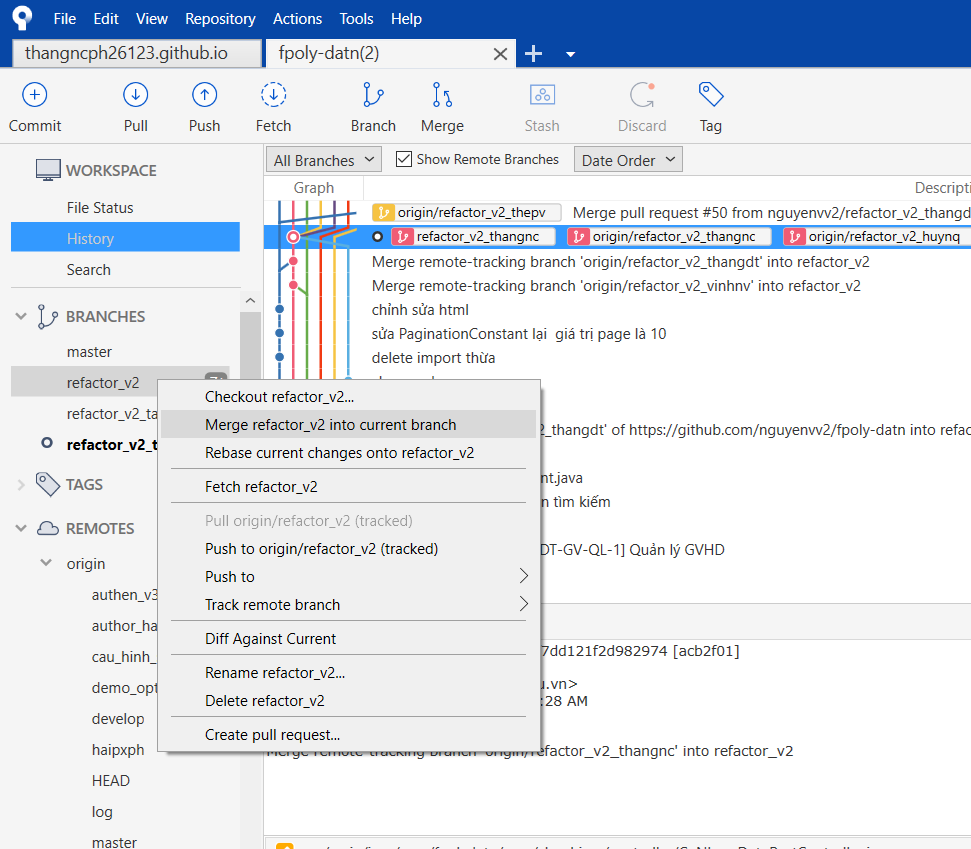 File Edit View Repository Actions Tools Help
thangncph26123.github.io fpoly-datn(2)
Commit Pull Push Fetch Branch Merge Stash Discard Tag
All Branches Show Remote Branches Date Order
Graph Descripti
WORKSPACE
File Status
History
Search
BRANCHES
master
refactor_v2
refactor_v2_ta
refactor_v2_t
TAGS
REMOTES
origin
authen_v3
author_ha
cau_hinh_
demo_opt
develop
haipxph
HEAD
log
master
origin/refactor_v2_thepv Merge pull request #50 from nguyenvv2/refactor_v2_thangd
refactor_v2_thangnc origin/refactor_v2_thangnc origin/refactor_v2_huynq
Merge remote-tracking branch 'origin/refactor_v2_thangdt' into refactor_v2
Merge remote-tracking branch 'origin/refactor_v2_vinhnv' into refactor_v2
chỉnh sửa html
sửa PaginationConstant lại giá trị page là 10
delete import thừa
Checkout refactor_v2...
Merge refactor_v2 into current branch
Rebase current changes onto refactor_v2
Fetch refactor_v2
Pull origin/refactor_v2 (tracked)
Push to origin/refactor_v2 (tracked)
Push to
Track remote branch
Diff Against Current
Rename refactor_v2...
Delete refactor_v2
Create pull request...
2_thangdt' of https://github.com/nguyenvv2/fpoly-datn into refac
nt.java
n tìm kiếm
DT-GV-QL-1] Quản lý GVHD
7dd121f2d982974 [acb2f01]
u.vn>
:28 AM
Merge remote-tracking branch 'origin/refactor_v2_thangnc' into refactor_v2